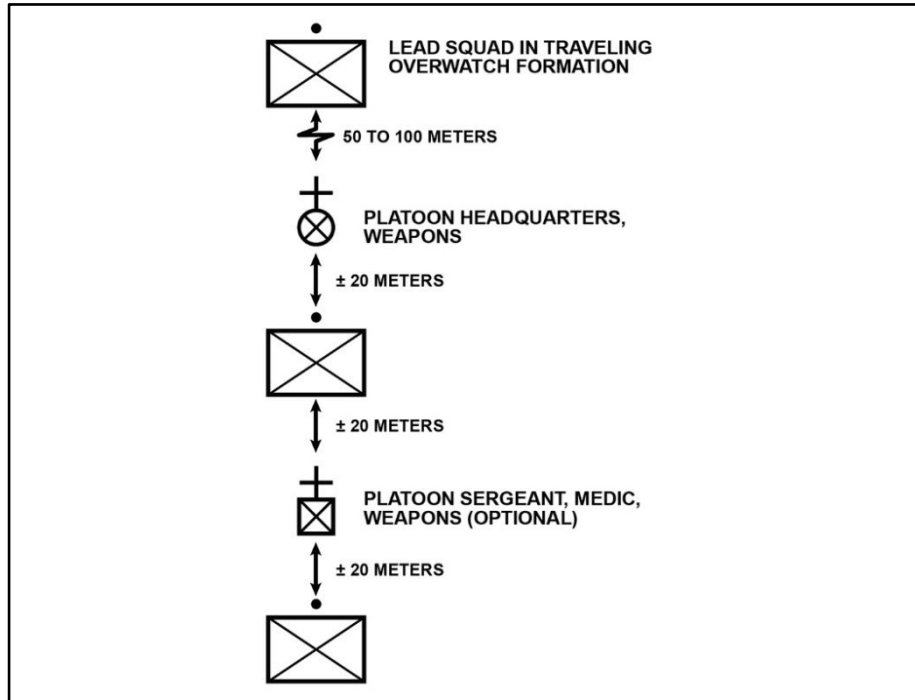 LEAD SQUAD IN TRAVELING
OVERWATCH FORMATION
50 TO 100 METERS
PLATOON HEADQUARTERS,
WEAPONS
± 20 METERS
± 20 METERS
PLATOON SERGEANT, MEDIC,
WEAPONS (OPTIONAL)
± 20 METERS